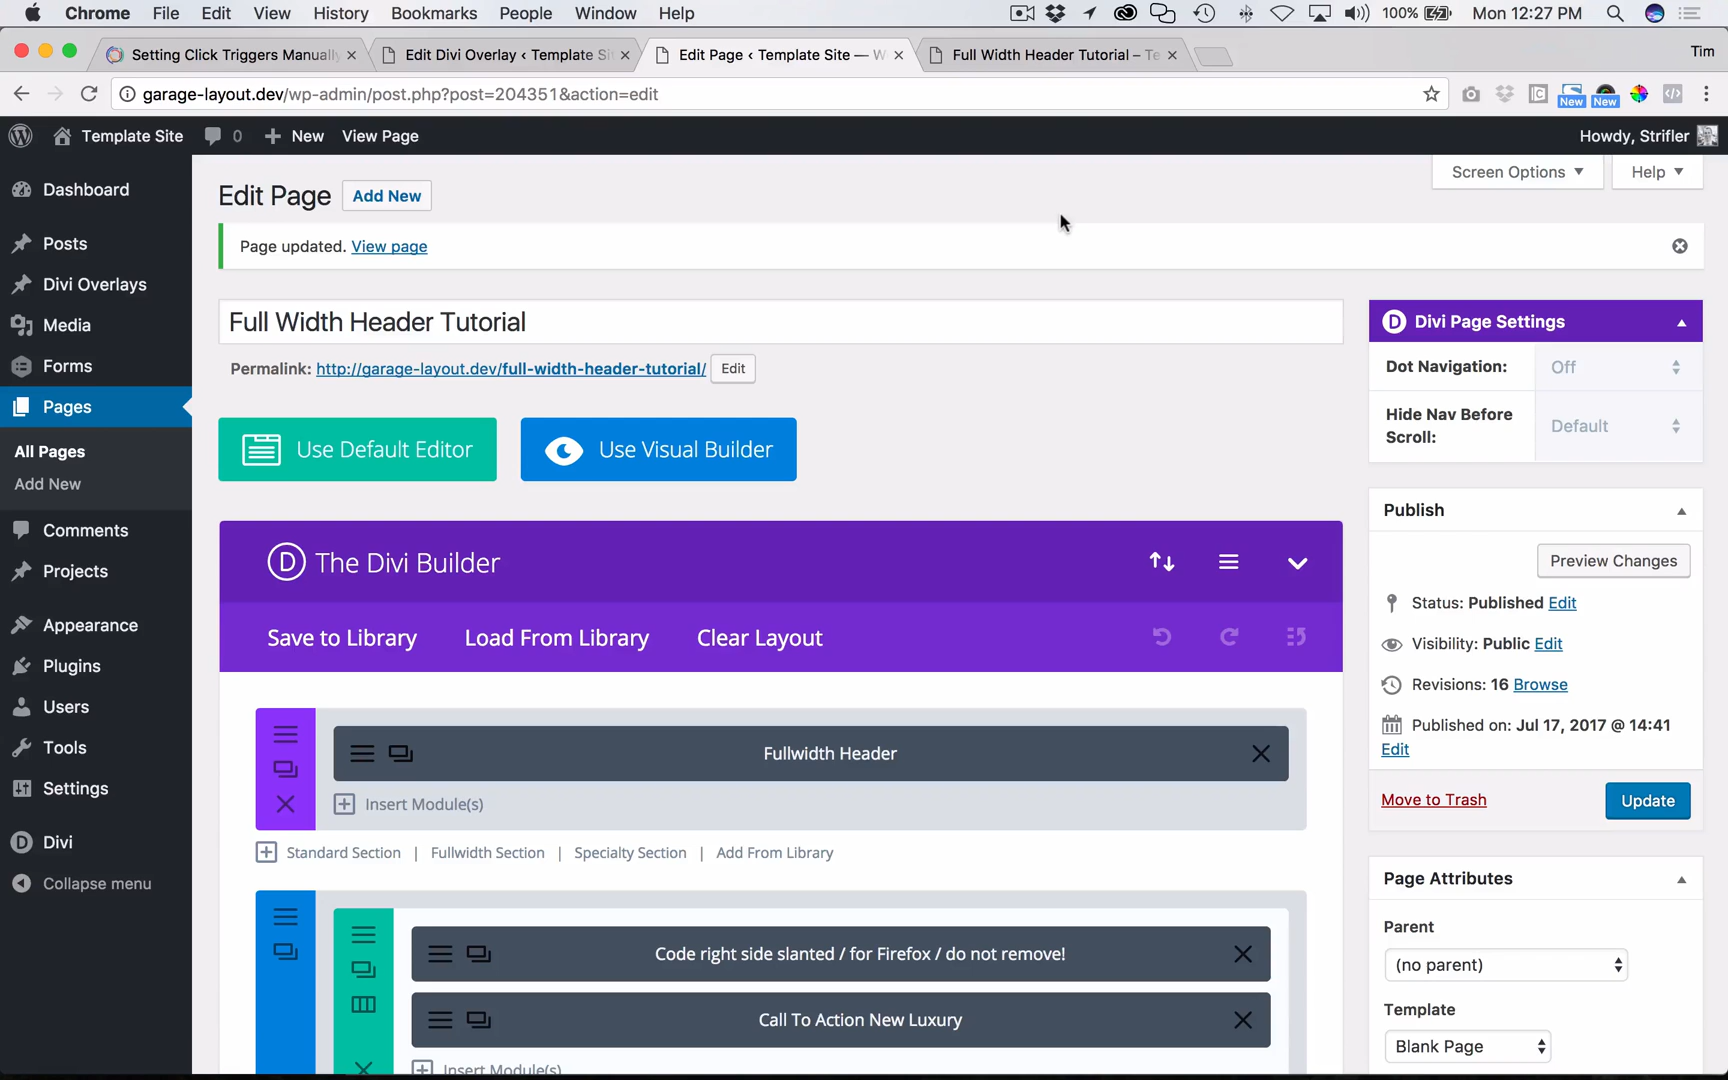 Chrome File Edit View History Bookmarks People Window Help 100% Mon 12:27 PM
Setting Click Triggers Manually Edit Divi Overlay ‹ Template Si Edit Page ‹ Template Site — W Full Width Header Tutorial – Te Tim
garage-layout.dev/wp-admin/post.php?post=204351&action=edit New New
Template Site 0 New View Page Howdy, Strifler
Screen Options Help
Dashboard
Posts
Divi Overlays
Media
Forms
Pages
All Pages
Add New
Comments
Projects
Appearance
Plugins
Users
Tools
Settings
Divi
Collapse menu
Edit Page Add New
Page updated. View page
Full Width Header Tutorial
Permalink: http://garage-layout.dev/full-width-header-tutorial/ Edit
Use Default Editor Use Visual Builder
The Divi Builder
Save to Library Load From Library Clear Layout
Fullwidth Header
Insert Module(s)
Standard Section | Fullwidth Section | Specialty Section | Add From Library
Code right side slanted / for Firefox / do not remove!
Call To Action New Luxury
Insert Module(s)
Divi Page Settings
Dot Navigation: Off
Hide Nav Before Scroll: Default
Publish
Preview Changes
Status: Published Edit
Visibility: Public Edit
Revisions: 16 Browse
Published on: Jul 17, 2017 @ 14:41
Edit
Move to Trash Update
Page Attributes
Parent
(no parent)
Template
Blank Page